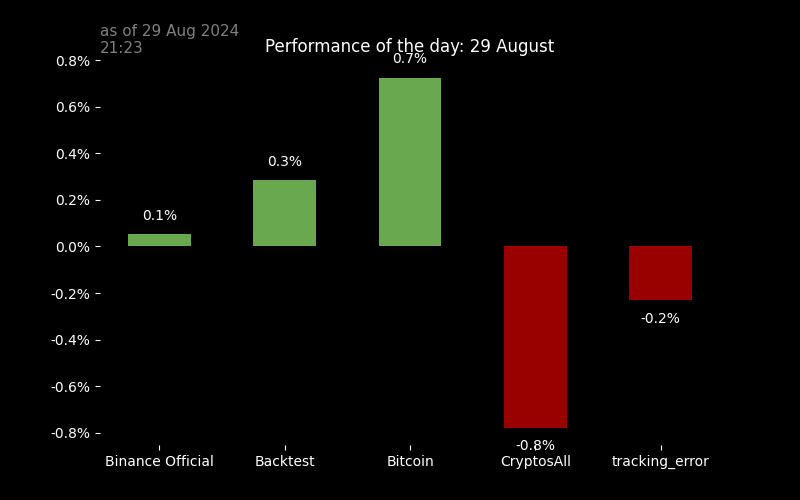 as of 29 Aug 2024
21:23
Performance of the day: 29 August
0.8%
0.6%
0.4%
0.2%
0.0%
-0.2%
-0.4%
-0.6%
-0.8%
0.1%
0.3%
0.7%
-0.8%
-0.2%
Binance Official
Backtest
Bitcoin
CryptosAll
tracking_error